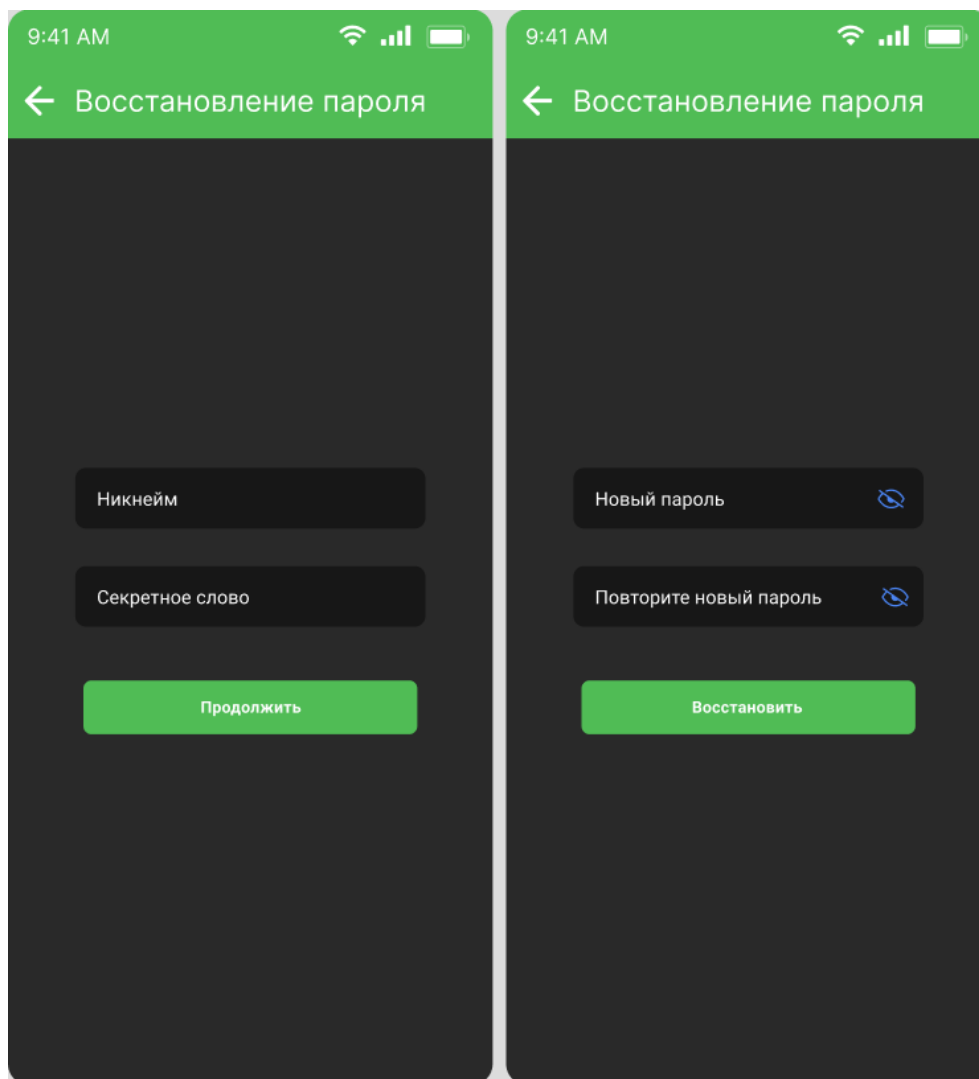 9:41 AM
Восстановление пароля
Никнейм
Секретное слово
Продолжить
9:41 AM
Восстановление пароля
Новый пароль
Повторите новый пароль
Восстановить